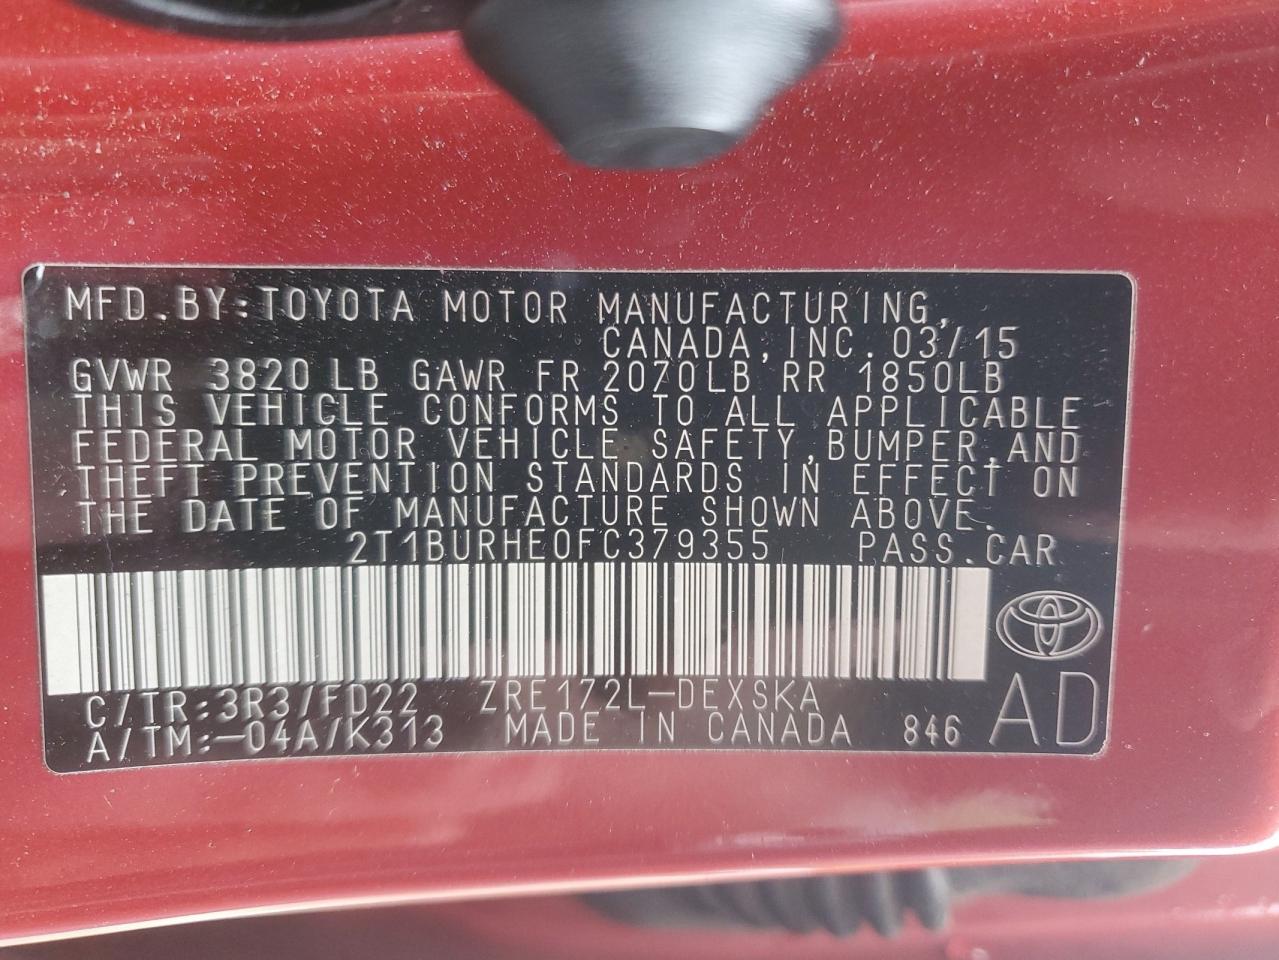 MFD.BY:TOYOTA MOTOR MANUFACTURING,
CANADA, INC. 03/15
GVWR 3820 LB GAWR FR 2070LB RR 1850LB
THIS VEHICLE CONFORMS TO ALL APPLICABLE
FEDERAL MOTOR VEHICLE SAFETY, BUMPER, AND
THEFT PREVENTION STANDARDS IN EFFECT ON
THE DATE OF MANUFACTURE SHOWN ABOVE.
2T1BURHE0FC379355 PASS.CAR
C/TR:3R3/FD22 ZRE172L-DEXSKA
A/TM:-04A/K313 MADE IN CANADA 846 AD